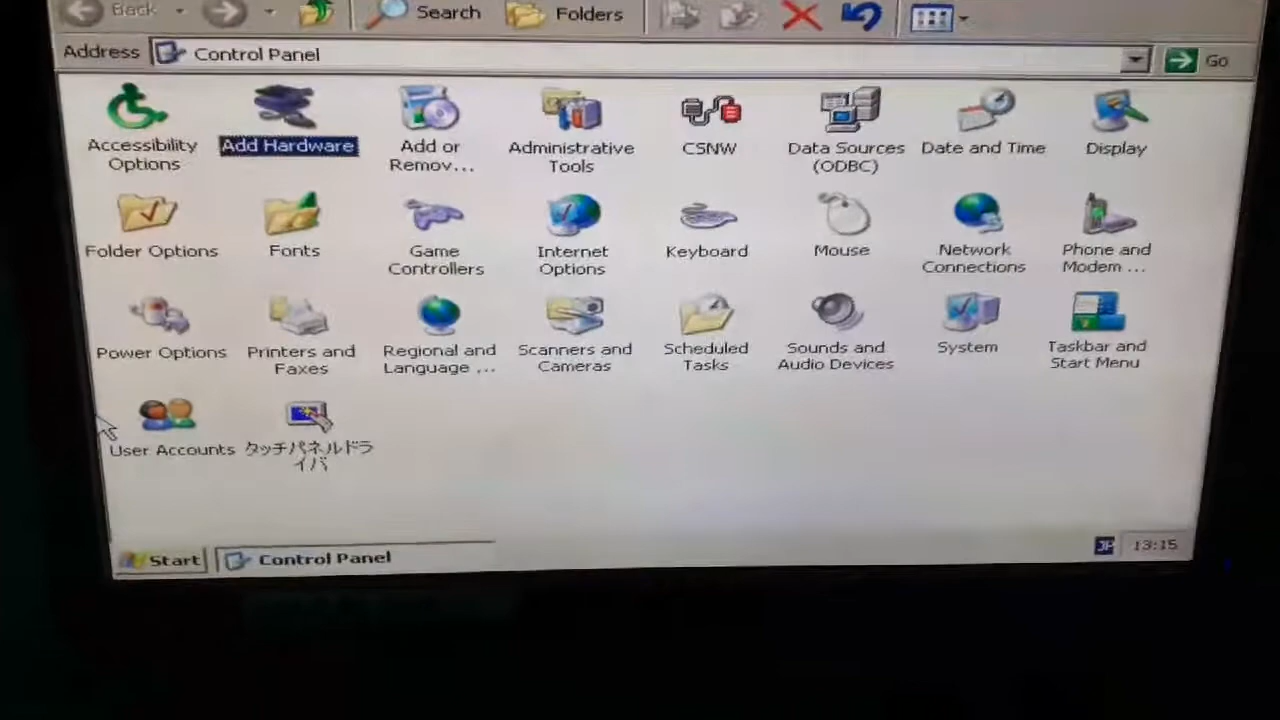 Back
Search
Folders
Address
Control Panel
Go
Accessibility
Options
Add Hardware
Add or
Remov...
Administrative
Tools
CSNW
Data Sources
(ODBC)
Date and Time
Display
Folder Options
Fonts
Game
Controllers
Internet
Options
Keyboard
Mouse
Network
Connections
Phone and
Modem ...
Power Options
Printers and
Faxes
Regional and
Language ...
Scanners and
Cameras
Scheduled
Tasks
Sounds and
Audio Devices
System
Taskbar and
Start Menu
User Accounts
タッチパネルドラ
イバ
Start
Control Panel
JP
13:15